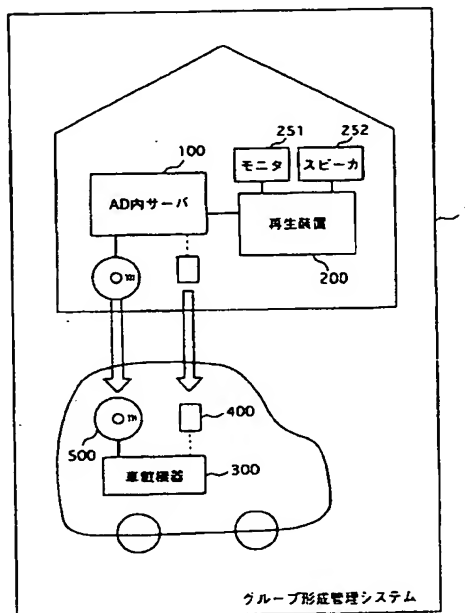 251 252
モニタ スピーカ
100
AD内サーバ
再生装置
200
500
400
車載機器
300
グループ形成管理システム